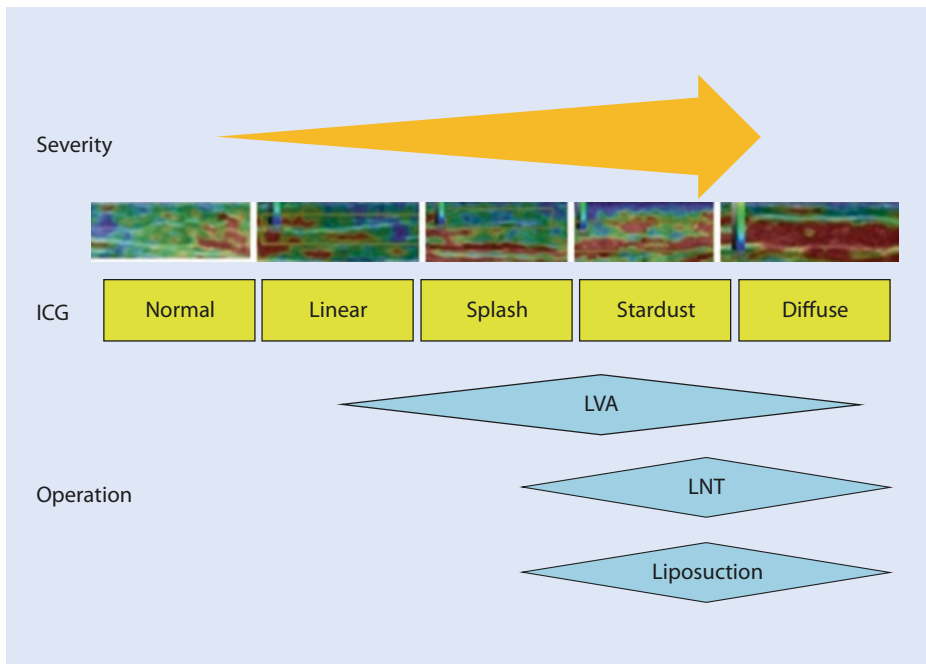 Severity
ICG
Normal
Linear
Splash
Stardust
Diffuse
LVA
Operation
LNT
Liposuction